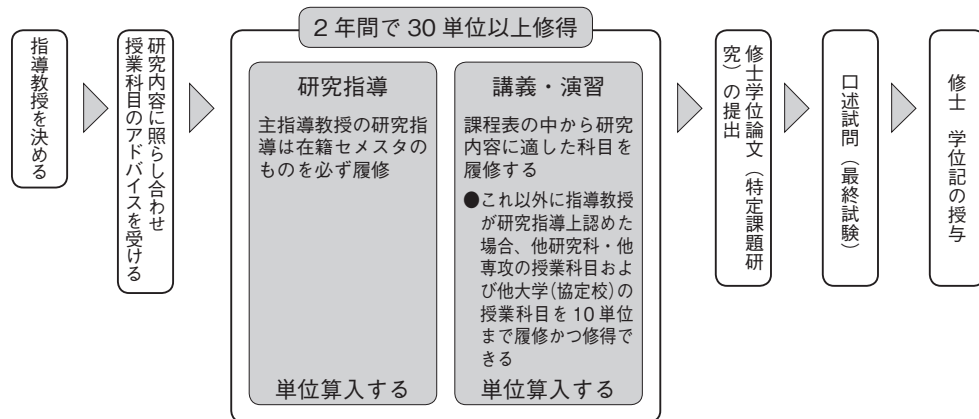 指導教授を決める
研究内容に照らし合わせ
授業科目のアドバイスを受ける
2年間で30単位以上修得
研究指導
主指導教授の研究指
導は在籍セメスタの
ものを必ず履修
単位算入する
講義・演習
課程表の中から研究
内容に適した科目を
履修する
●これ以外に指導教授
が研究指導上認めた
場合、他研究科・他
専攻の授業科目およ
び他大学(協定校)の
授業科目を10単位
まで履修かつ修得で
きる
単位算入する
修士学位論文(特定課題研
究)の提出
口述試問(最終試験)
修士 学位記の授与